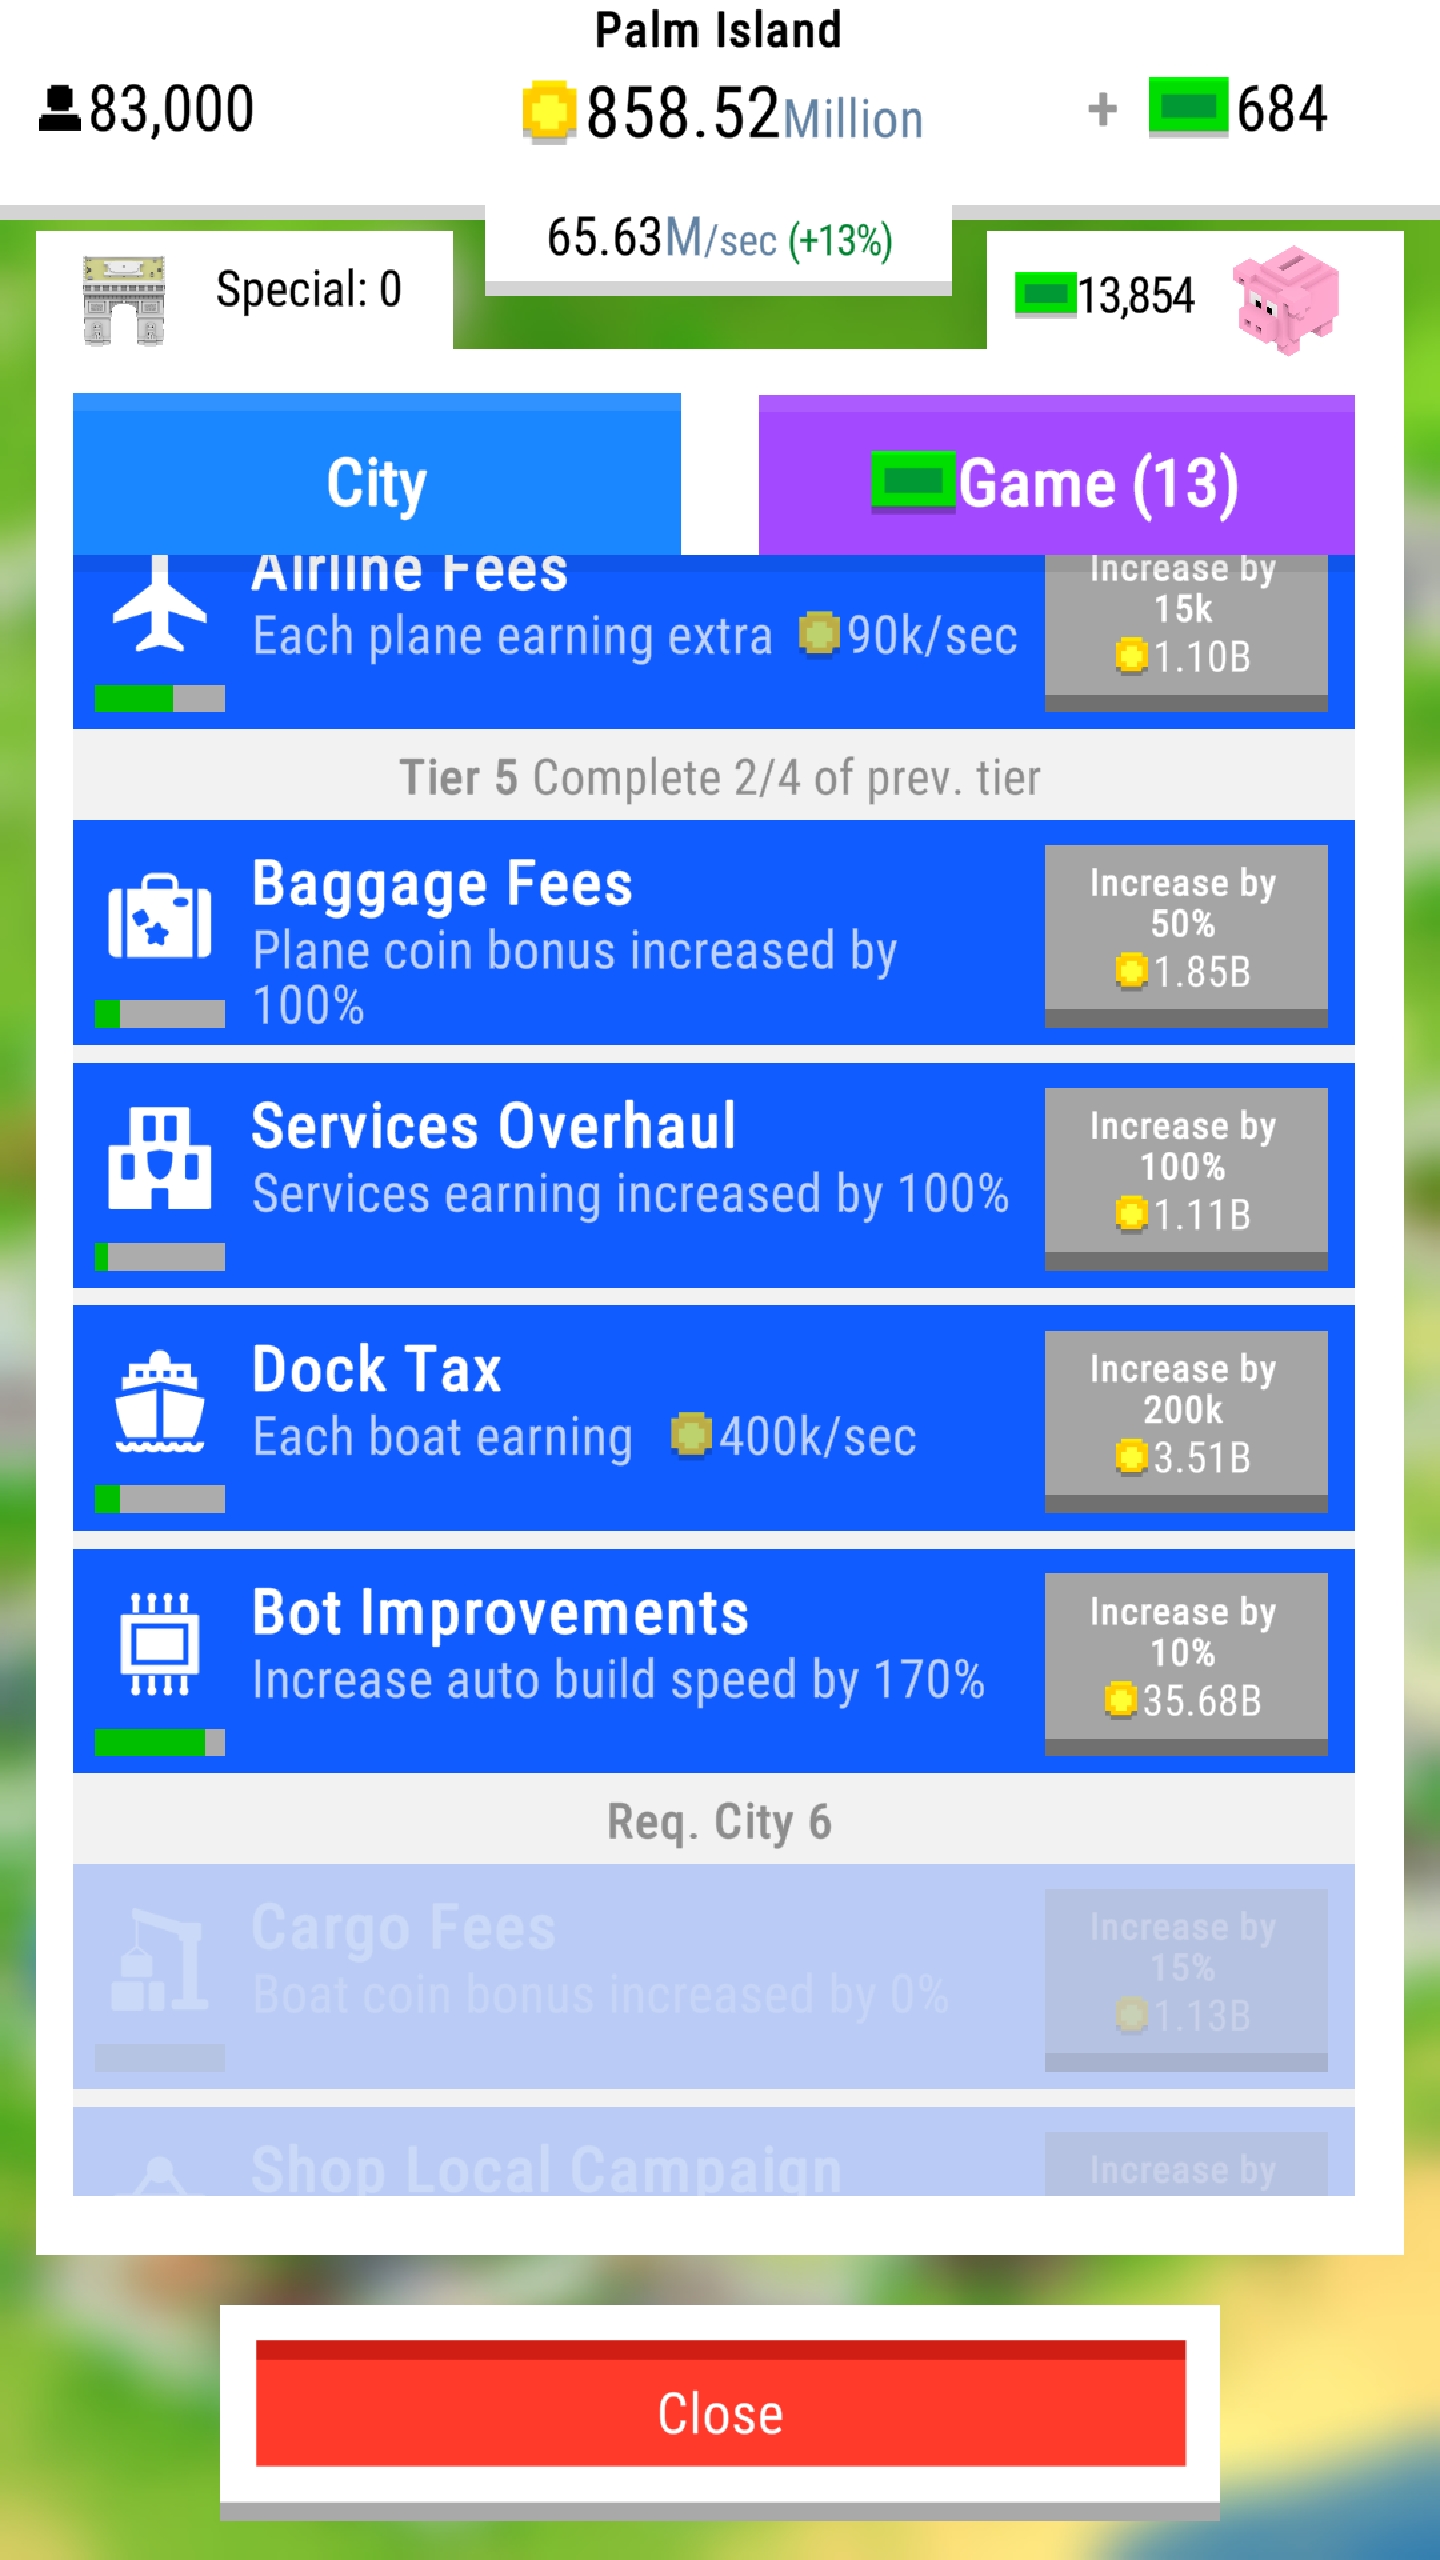 Palm Island
83,000
858.52Million
+ 684
65.63M/sec (+13%)
Special: 0
13,854
City
Game (13)
Airline Fees
Each plane earning extra 90k/sec
Increase by
15k
1.10B
Tier 5 Complete 2/4 of prev. tier
Baggage Fees
Plane coin bonus increased by
100%
Increase by
50%
1.85B
Services Overhaul
Services earning increased by 100%
Increase by
100%
1.11B
Dock Tax
Each boat earning 400k/sec
Increase by
200k
3.51B
Bot Improvements
Increase auto build speed by 170%
Increase by
10%
35.68B
Req. City 6
Cargo Fees
Boat coin bonus increased by 0%
Increase by
15%
1.13B
Shop Local Campaign
Increase by
Close